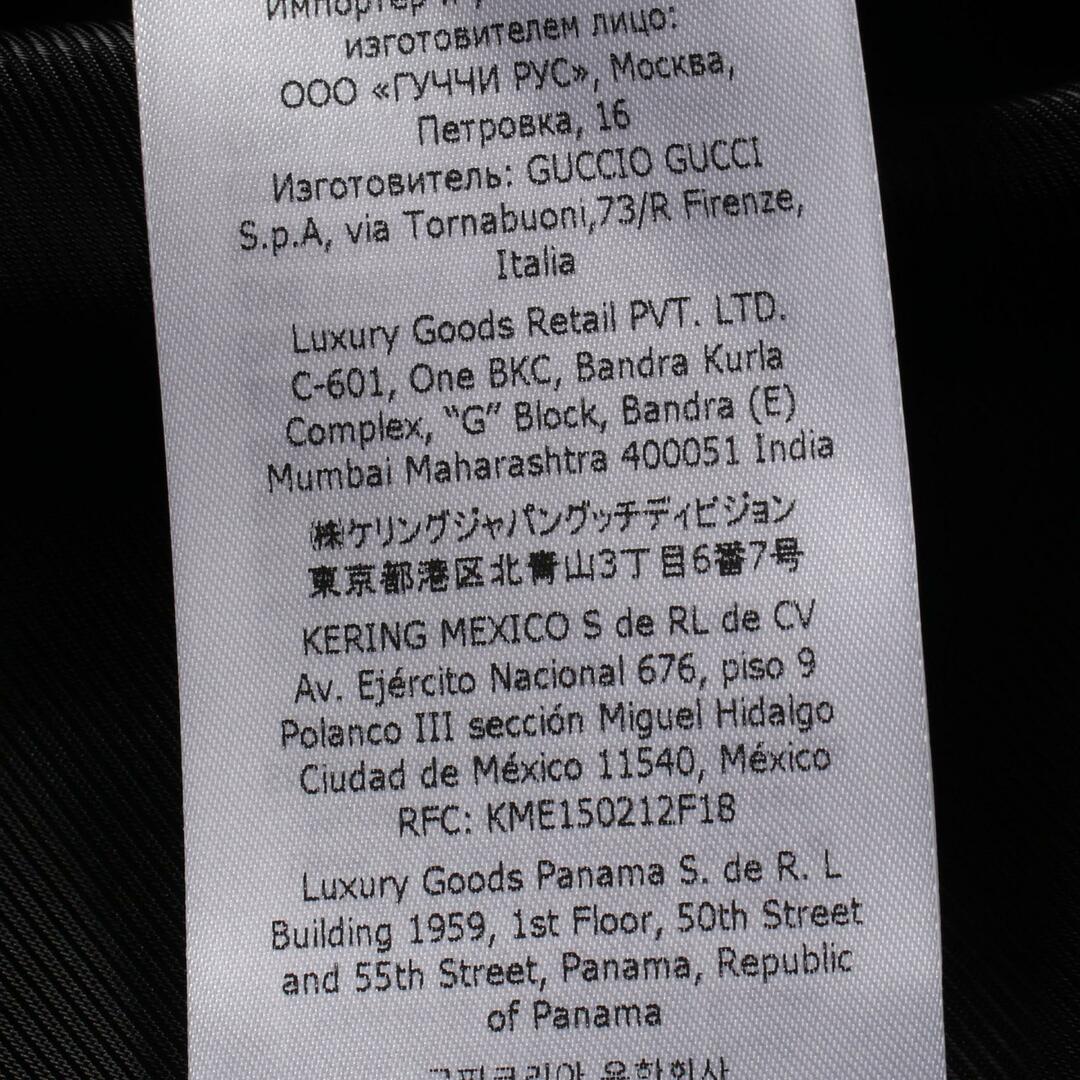 Импортер и
изготовителем лицо:
ООО «ГУЧЧИ РУС», Москва,
Петровка, 16
Изготовитель: GUCCIO GUCCI
S.p.A, via Tornabuoni,73/R Firenze,
Italia
Luxury Goods Retail PVT. LTD.
C-601, One BKC, Bandra Kurla
Complex, “G” Block, Bandra (E)
Mumbai Maharashtra 400051 India
㈱ケリングジャパングッチディビジョン
東京都港区北青山3丁目6番7号
KERING MEXICO S de RL de CV
Av. Ejército Nacional 676, piso 9
Polanco III sección Miguel Hidalgo
Ciudad de México 11540, México
RFC: KME150212F18
Luxury Goods Panama S. de R. L
Building 1959, 1st Floor, 50th Street
and 55th Street, Panama, Republic
of Panama
유한회사